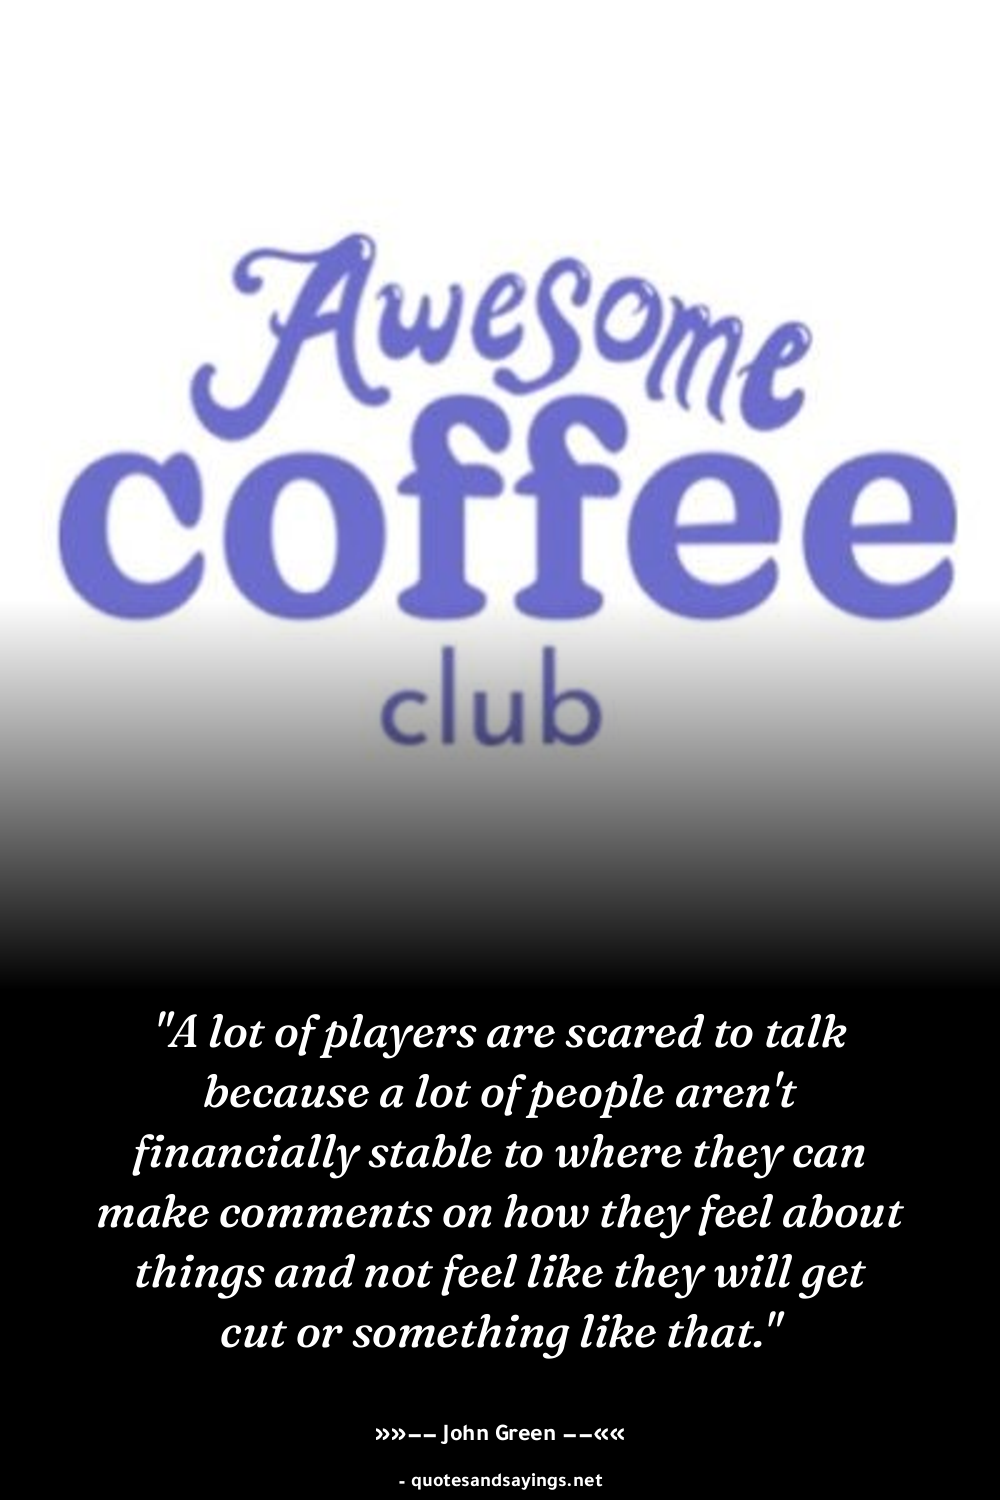 Awesome
coffee
club
"A lot of players are scared to talk
because a lot of people aren't
financially stable to where they can
make comments on how they feel about
things and not feel like they will get
cut or something like that."
»»−− John Green −−««
- quotesandsayings.net